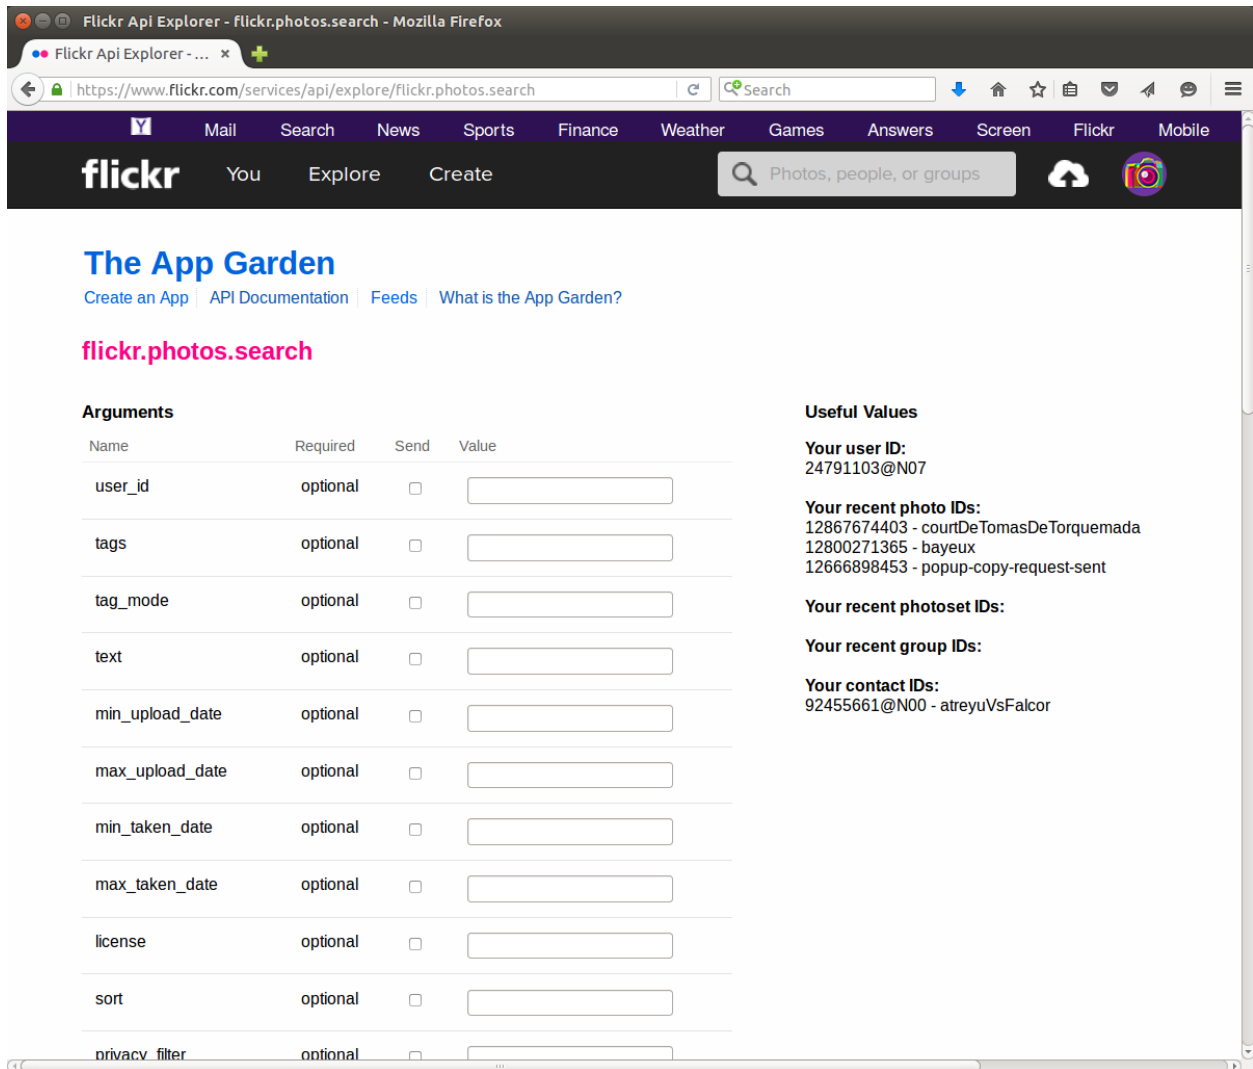 Flickr Api Explorer - flickr.photos.search - Mozilla Firefox
Flickr Api Explorer - ...
https://www.flickr.com/services/api/explore/flickr.photos.search
Search
Y Mail Search News Sports Finance Weather Games Answers Screen Flickr Mobile
flickr You Explore Create Photos, people, or groups
The App Garden
Create an App API Documentation Feeds What is the App Garden?
flickr.photos.search
Arguments
Name Required Send Value
user_id optional
tags optional
tag_mode optional
text optional
min_upload_date optional
max_upload_date optional
min_taken_date optional
max_taken_date optional
license optional
sort optional
privacy_filter optional
Useful Values
Your user ID:
24791103@N07
Your recent photo IDs:
12867674403 - courtDeTomasDeTorquemada
12800271365 - bayeux
12666898453 - popup-copy-request-sent
Your recent photoset IDs:
Your recent group IDs:
Your contact IDs:
92455661@N00 - atreyuVsFalcor